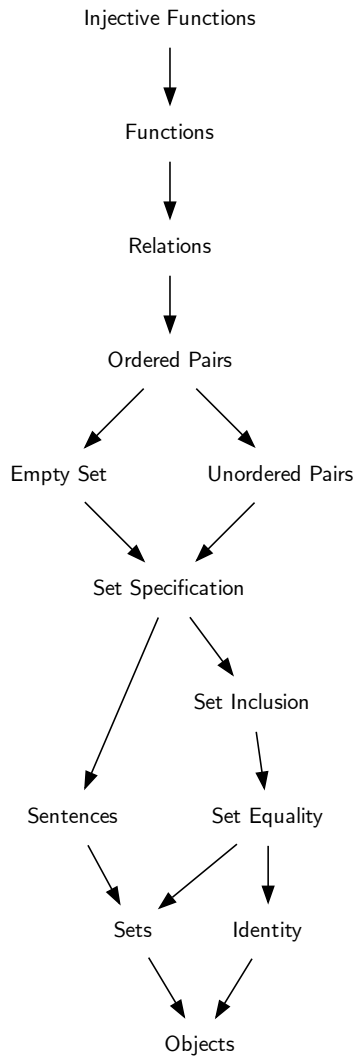 Injective Functions
Functions
Relations
Ordered Pairs
Empty Set
Unordered Pairs
Set Specification
Set Inclusion
Sentences
Set Equality
Sets
Identity
Objects